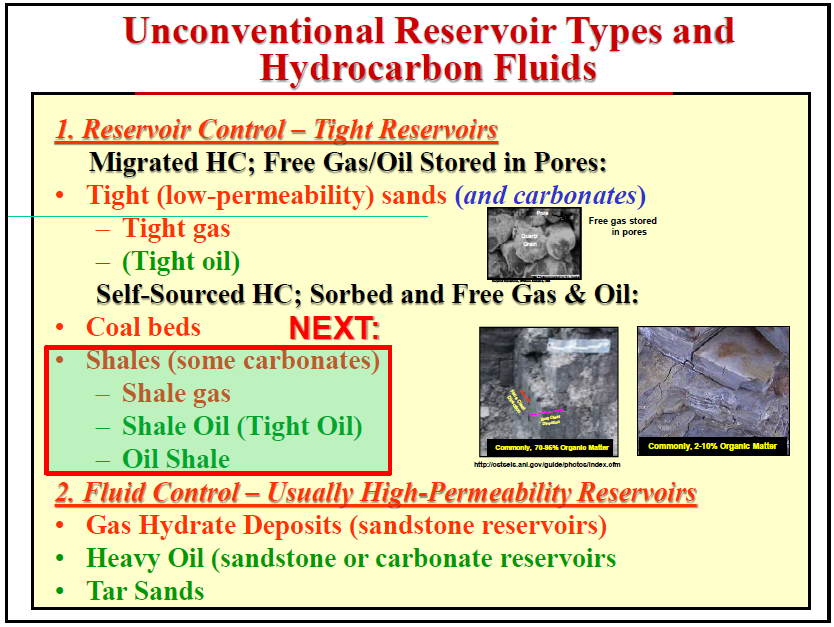 Unconventional Reservoir Types and
Hydrocarbon Fluids
1. Reservoir Control – Tight Reservoirs
Migrated HC; Free Gas/Oil Stored in Pores:
• Tight (low-permeability) sands (and carbonates)
– Tight gas
– (Tight oil)
Pore
Quartz
Grain
Free gas stored
in pores
Self-Sourced HC; Sorbed and Free Gas & Oil:
• Coal beds
NEXT:
• Shales (some carbonates)
– Shale gas
– Shale Oil (Tight Oil)
– Oil Shale
Commonly, 70-86% Organic Matter
http://ostseis.anl.gov/guide/photos/index.cfm
Commonly, 2-10% Organic Matter
2. Fluid Control – Usually High-Permeability Reservoirs
• Gas Hydrate Deposits (sandstone reservoirs)
• Heavy Oil (sandstone or carbonate reservoirs
• Tar Sands